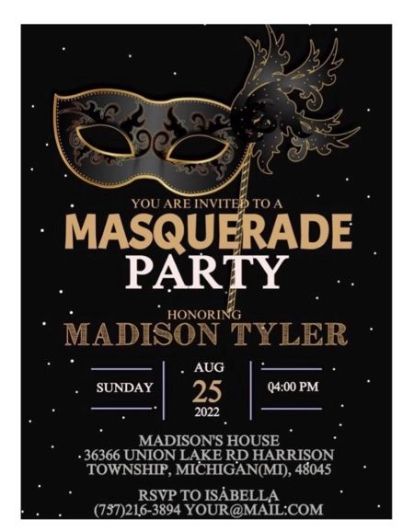 YOU ARE INVITED TO A
MASQUERADE
PARTY
HONORING
MADISON TYLER
SUNDAY
AUG
25
2022
04:00 PM
MADISON'S HOUSE
36366 UNION LAKE RD HARRISON
TOWNSHIP, MICHIGAN(MI), 48045
RSVP TO ISABELLA
(757)216-3894 YOUR@MAIL:COM